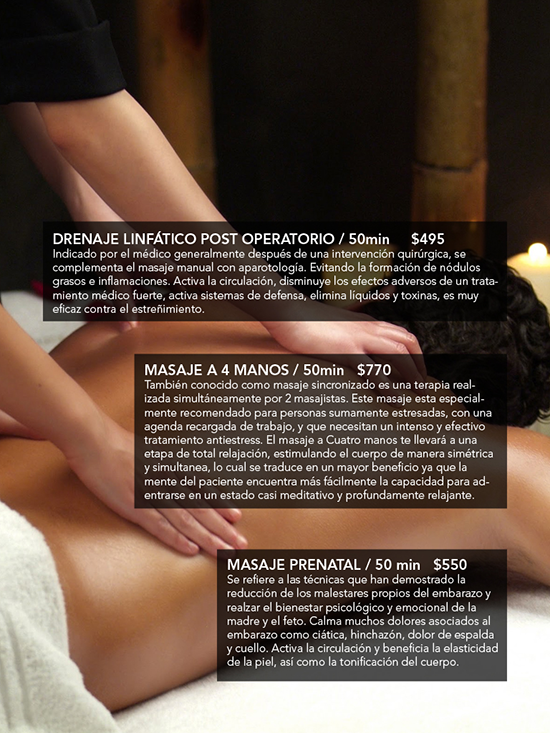 DRENAJE LINFÁTICO POST OPERATORIO / 50min $495
Indicado por el médico generalmente después de una intervención quirúrgica, se
complementa el masaje manual con aparotología. Evitando la formación de nódulos
grasos e inflamaciones. Activa la circulación, disminuye los efectos adversos de un trata-
miento médico fuerte, activa sistemas de defensa, elimina líquidos y toxinas, es muy
eficaz contra el estreñimiento.
MASAJE A 4 MANOS / 50min $770
También conocido como masaje sincronizado es una terapia real-
izada simultáneamente por 2 masajistas. Este masaje esta especial-
mente recomendado para personas sumamente estresadas, con una
agenda recargada de trabajo, y que necesitan un intenso y efectivo
tratamiento antiestress. El masaje a Cuatro manos te llevará a una
etapa de total relajación, estimulando el cuerpo de manera simétrica
y simultanea, lo cual se traduce en un mayor beneficio ya que la
mente del paciente encuentra más fácilmente la capacidad para ad-
entrarse en un estado casi meditativo y profundamente relajante.
MASAJE PRENATAL / 50 min $550
Se refiere a las técnicas que han demostrado la
reducción de los malestares propios del embarazo y
realzar el bienestar psicológico y emocional de la
madre y el feto. Calma muchos dolores asociados al
embarazo como ciática, hinchazón, dolor de espalda
y cuello. Activa la circulación y beneficia la elasticidad
de la piel, así como la tonificación del cuerpo.